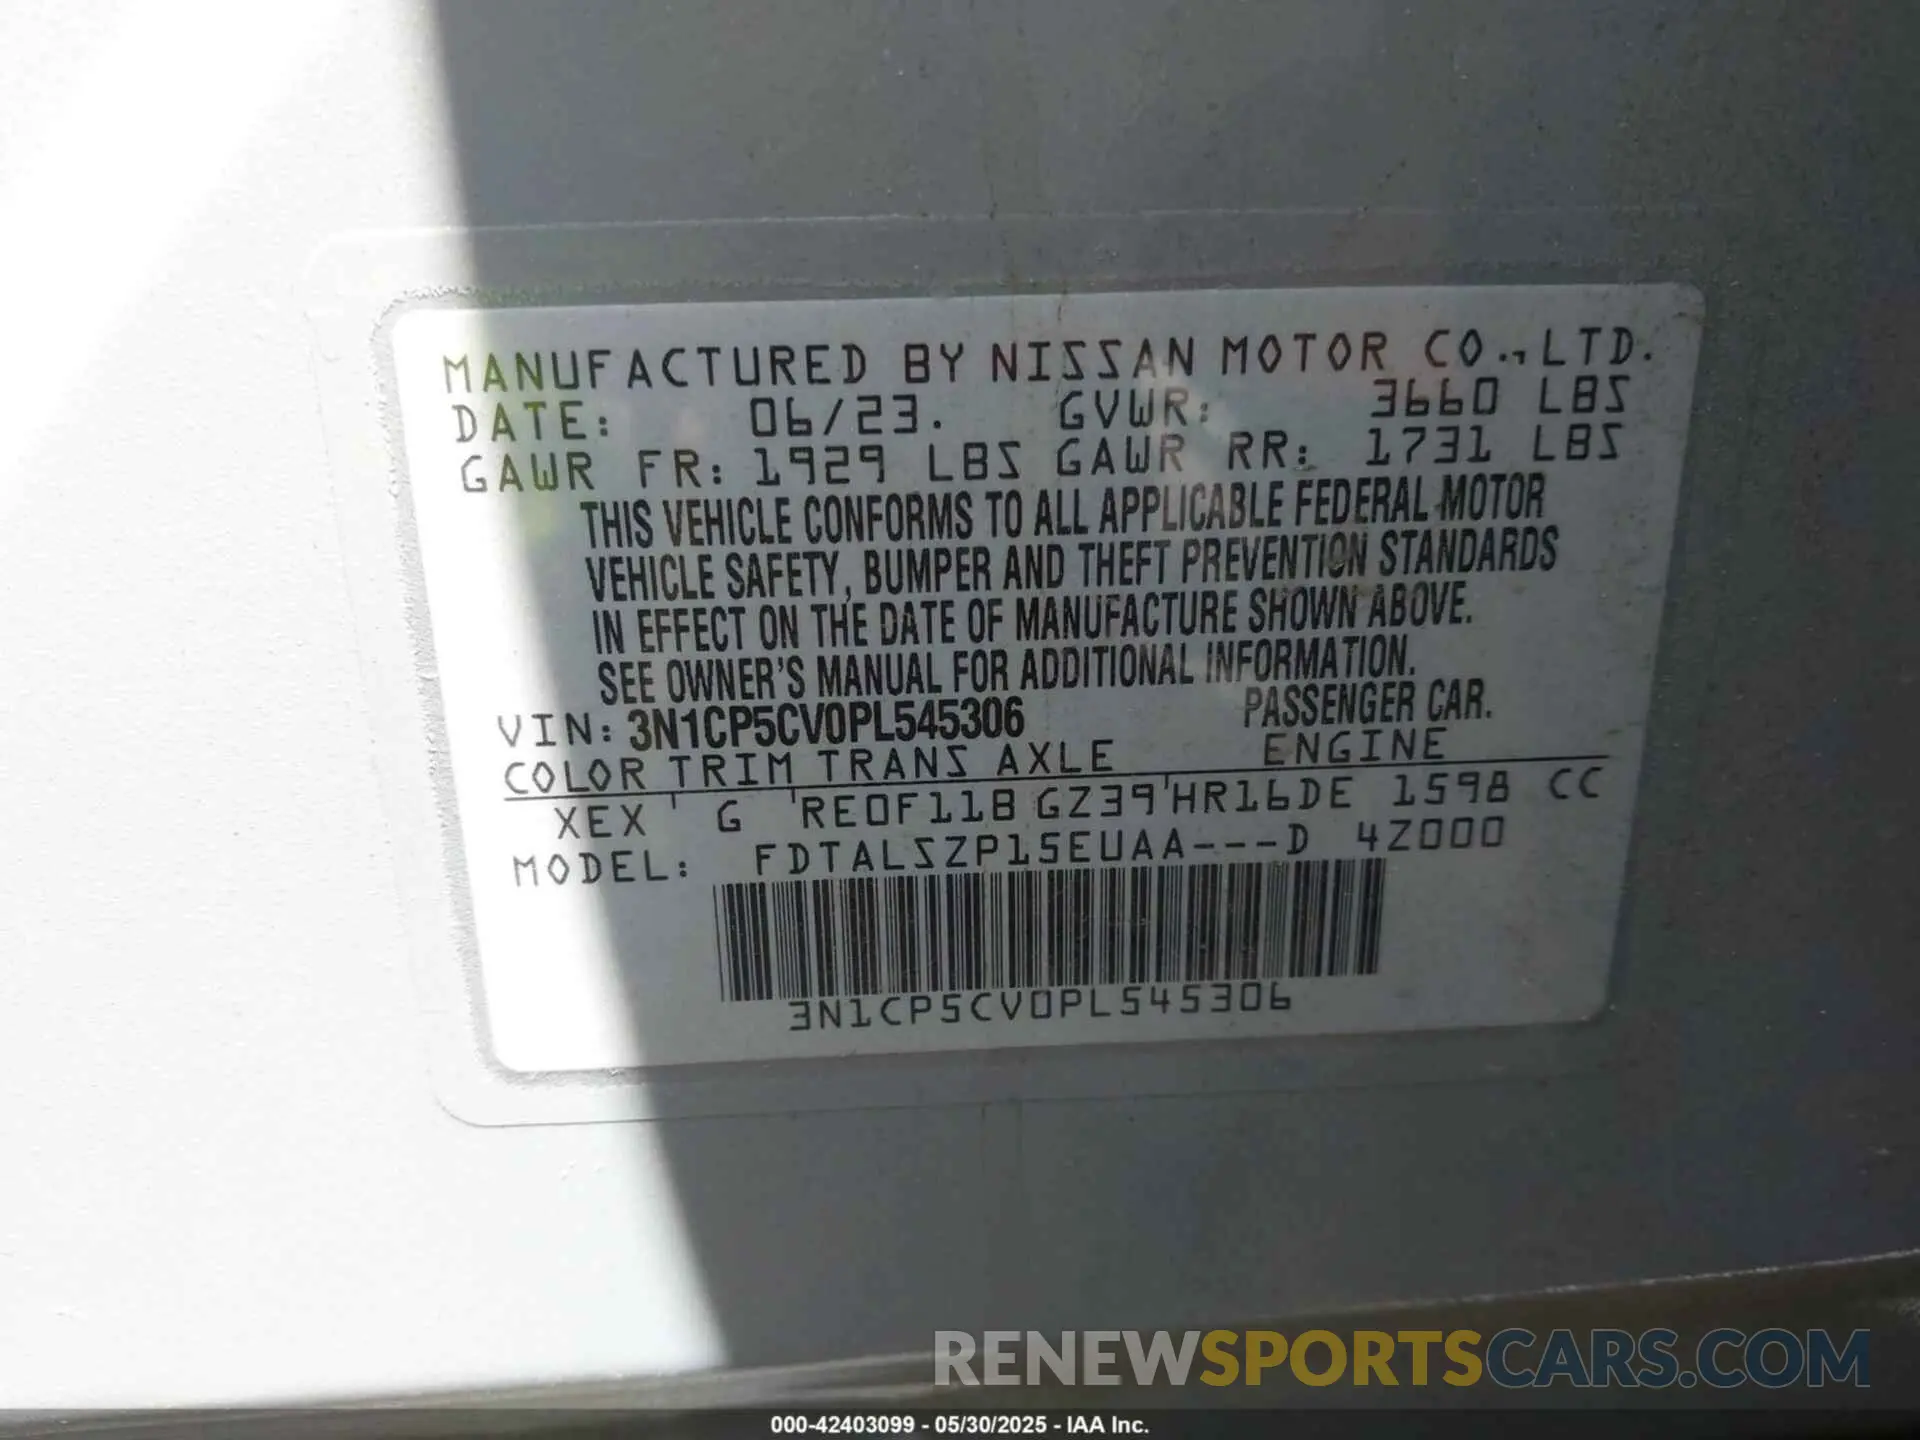 MANUFACTURED BY NISSAN MOTOR CO.,LTD.
DATE: 06/23. GVWR: 3660 LBS
GAWR FR: 1929 LBS GAWR RR: 1731 LBS
THIS VEHICLE CONFORMS TO ALL APPLICABLE FEDERAL MOTOR
VEHICLE SAFETY, BUMPER AND THEFT PREVENTION STANDARDS
IN EFFECT ON THE DATE OF MANUFACTURE SHOWN ABOVE.
SEE OWNER'S MANUAL FOR ADDITIONAL INFORMATION.
VIN: 3N1CP5CV0PL545306 PASSENGER CAR.
COLOR TRIM TRANS AXLE ENGINE
XEX ' G 'RE0F11B GZ39'HR16DE 1598 CC
MODEL: FDTALSZP15EUAA---D 4Z000
3N1CP5CV0PL545306
RENEWSPORTSCARS.COM
000-42403099 - 05/30/2025 - IAA Inc.